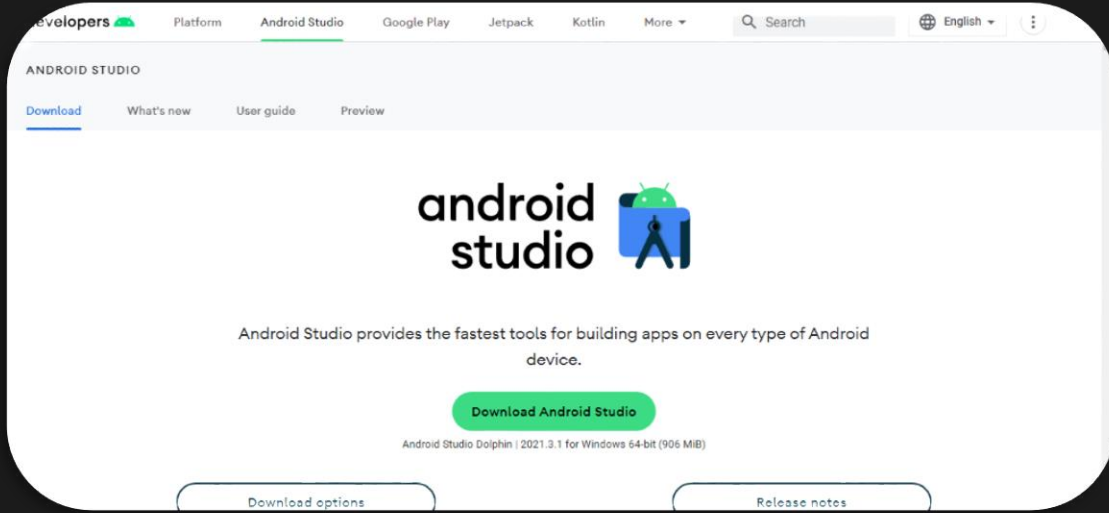 developers
Platform
Android Studio
Google Play
Jetpack
Kotlin
More
Search
English
ANDROID STUDIO
Download
What's new
User guide
Preview
android
studio
Android Studio provides the fastest tools for building apps on every type of Android
device.
Download Android Studio
Android Studio Dolphin | 2021.3.1 for Windows 64-bit (906 MiB)
Download options
Release notes